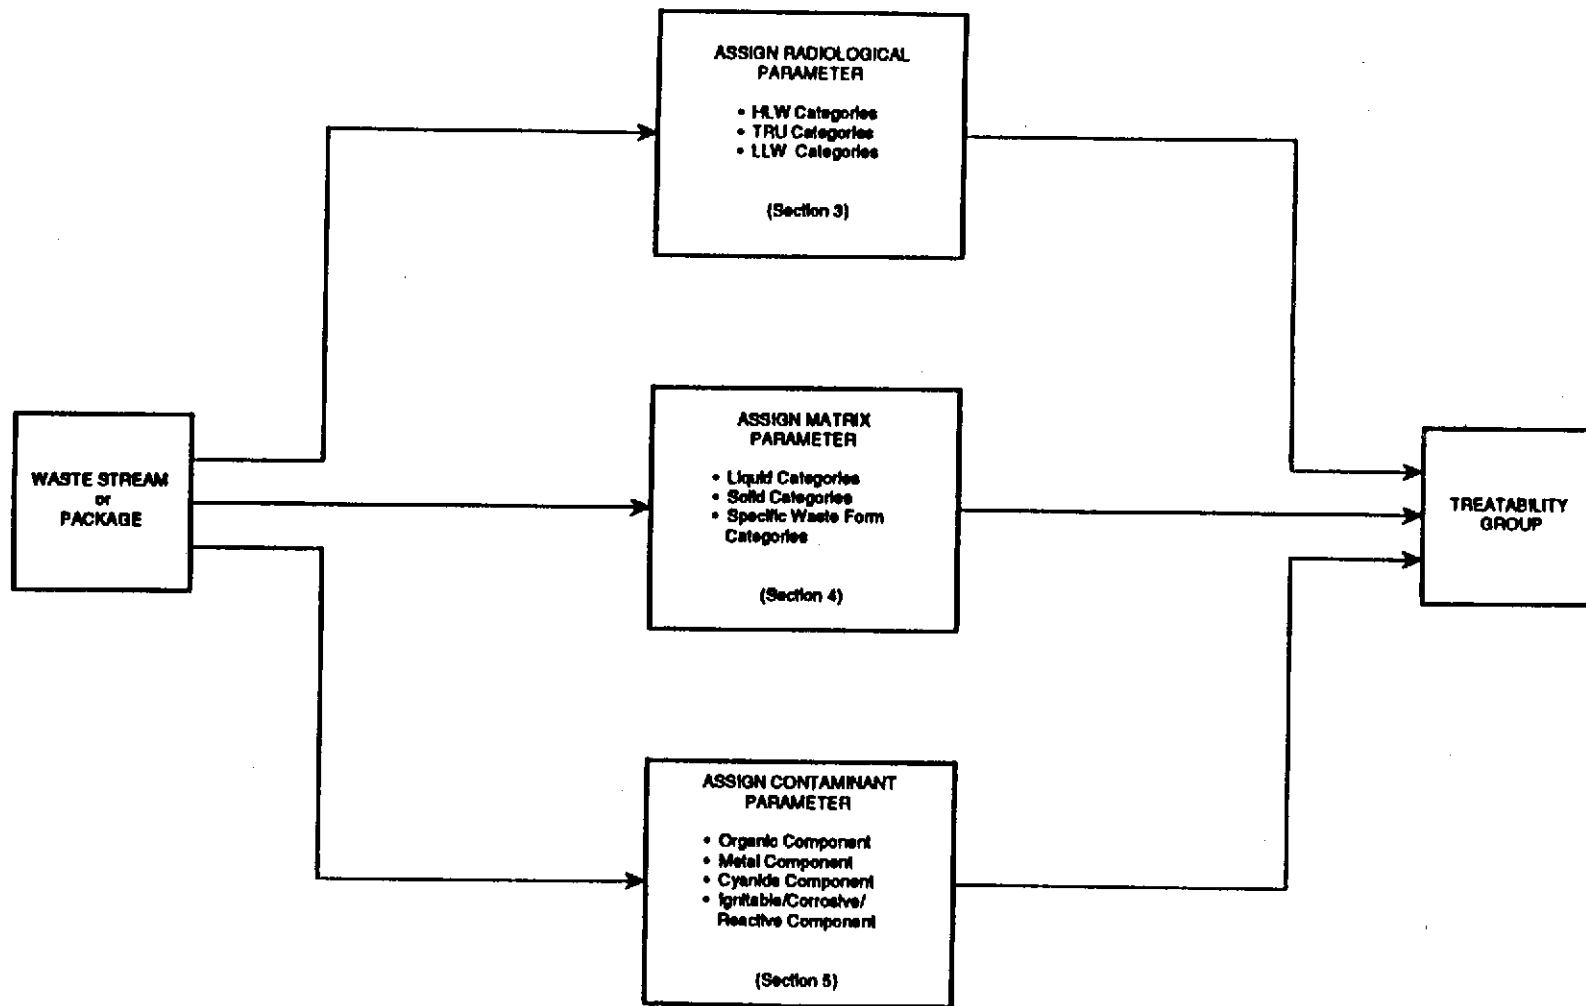 ASSIGN RADIOLOGICAL
PARAMETER
• HLW Categories
• TRU Categories
• LLW Categories
(Section 3)
WASTE STREAM
or
PACKAGE
ASSIGN MATRIX
PARAMETER
• Liquid Categories
• Solid Categories
• Specific Waste Form
Categories
(Section 4)
TREATABILITY
GROUP
ASSIGN CONTAMINANT
PARAMETER
• Organic Component
• Metal Component
• Cyanide Component
• Ignitable/Corrosive/
Reactive Component
(Section 5)